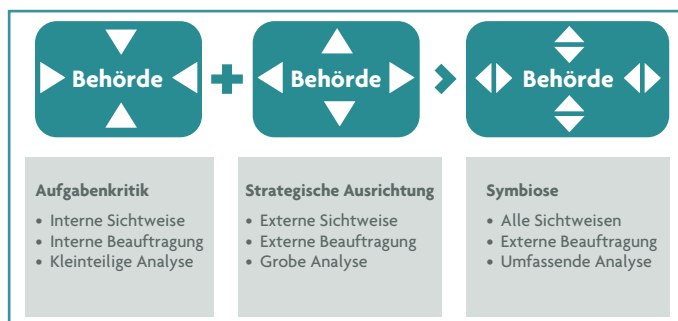 Behörde
Behörde
Behörde
Aufgabenkritik
• Interne Sichtweise
• Interne Beauftragung
• Kleinteilige Analyse
Strategische Ausrichtung
• Externe Sichtweise
• Externe Beauftragung
• Grobe Analyse
Symbiose
• Alle Sichtweisen
• Externe Beauftragung
• Umfassende Analyse